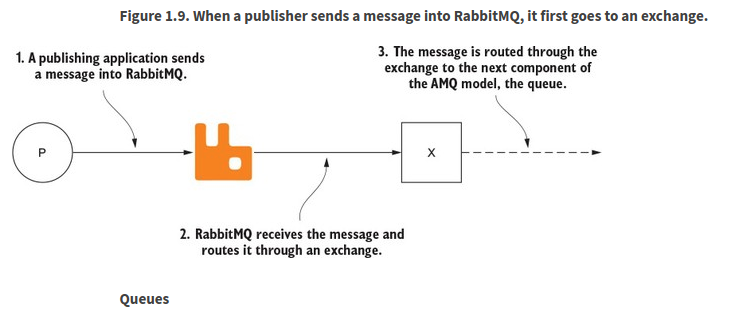 Figure 1.9. When a publisher sends a message into RabbitMQ, it first goes to an exchange.
1. A publishing application sends
a message into RabbitMQ.
3. The message is routed through the
exchange to the next component of
the AMQ model, the queue.
P
X
2. RabbitMQ receives the message and
routes it through an exchange.
Queues